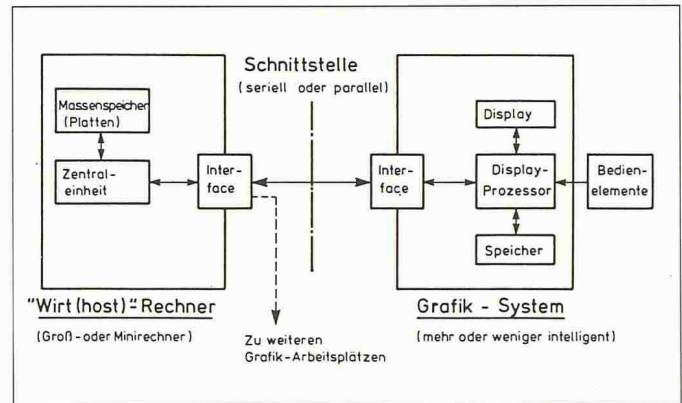 Schnittstelle
(seriell oder parallel)
Massenspeicher
(Platten)
Zentral-
einheit
Inter-
face
Inter-
face
Display
Display-
Prozessor
Speicher
Bedien-
elemente
"Wirt (host)"-Rechner
(Groß- oder Minirechner)
Zu weiteren
Grafik-Arbeitsplätzen
Grafik - System
(mehr oder weniger intelligent)